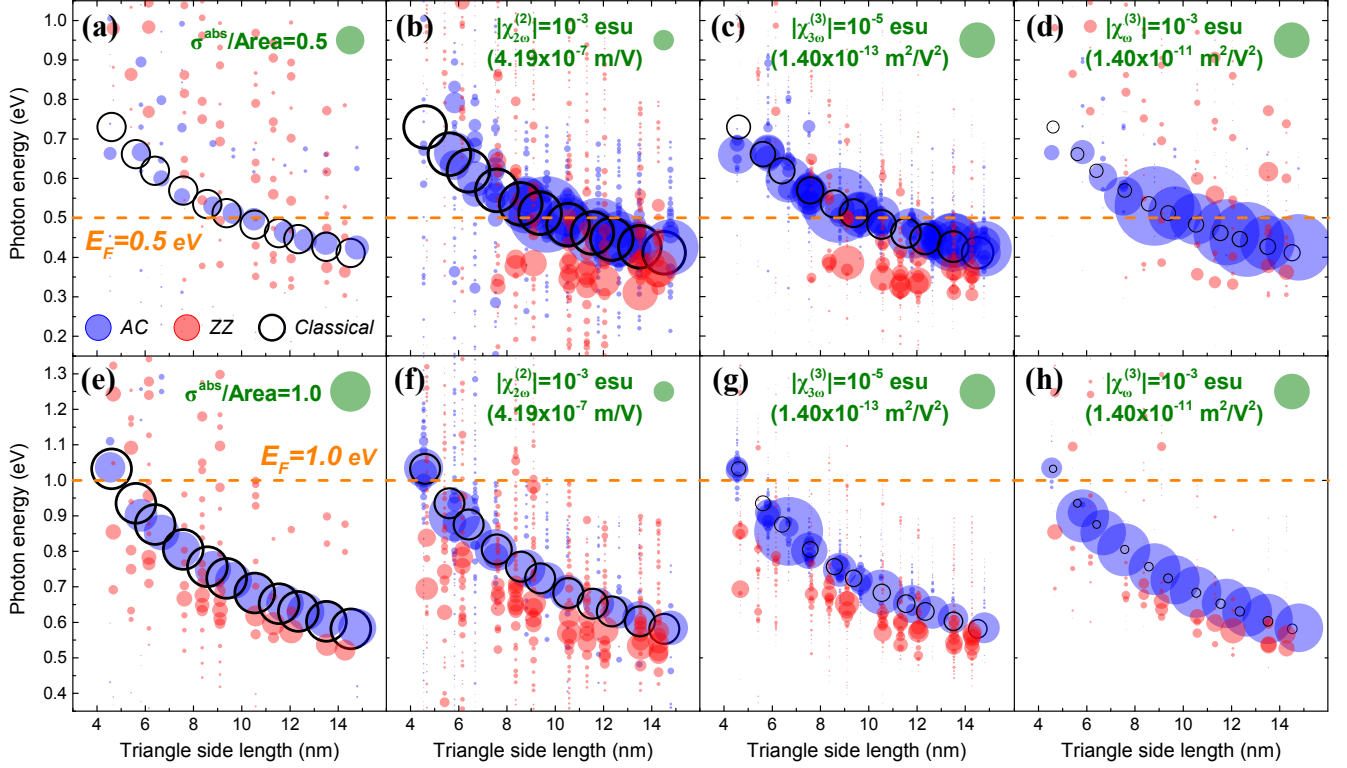 (a)
σ^abs/Area=0.5
(b)
|χ^(2)_2ω|=10^-3 esu
(4.19x10^-7 m/V)
(c)
|χ^(3)_3ω|=10^-5 esu
(1.40x10^-13 m^2/V^2)
(d)
|χ^(3)_ω|=10^-3 esu
(1.40x10^-11 m^2/V^2)
Photon energy (eV)
1.0
0.9
0.8
0.7
0.6
0.5
0.4
0.3
0.2
E_F=0.5 eV
AC
ZZ
Classical
(e)
σ^abs/Area=1.0
(f)
|χ^(2)_2ω|=10^-3 esu
(4.19x10^-7 m/V)
(g)
|χ^(3)_3ω|=10^-5 esu
(1.40x10^-13 m^2/V^2)
(h)
|χ^(3)_ω|=10^-3 esu
(1.40x10^-11 m^2/V^2)
Photon energy (eV)
1.3
1.2
1.1
1.0
0.9
0.8
0.7
0.6
0.5
0.4
E_F=1.0 eV
4 6 8 10 12 14
4 6 8 10 12 14
4 6 8 10 12 14
4 6 8 10 12 14
Triangle side length (nm)
Triangle side length (nm)
Triangle side length (nm)
Triangle side length (nm)